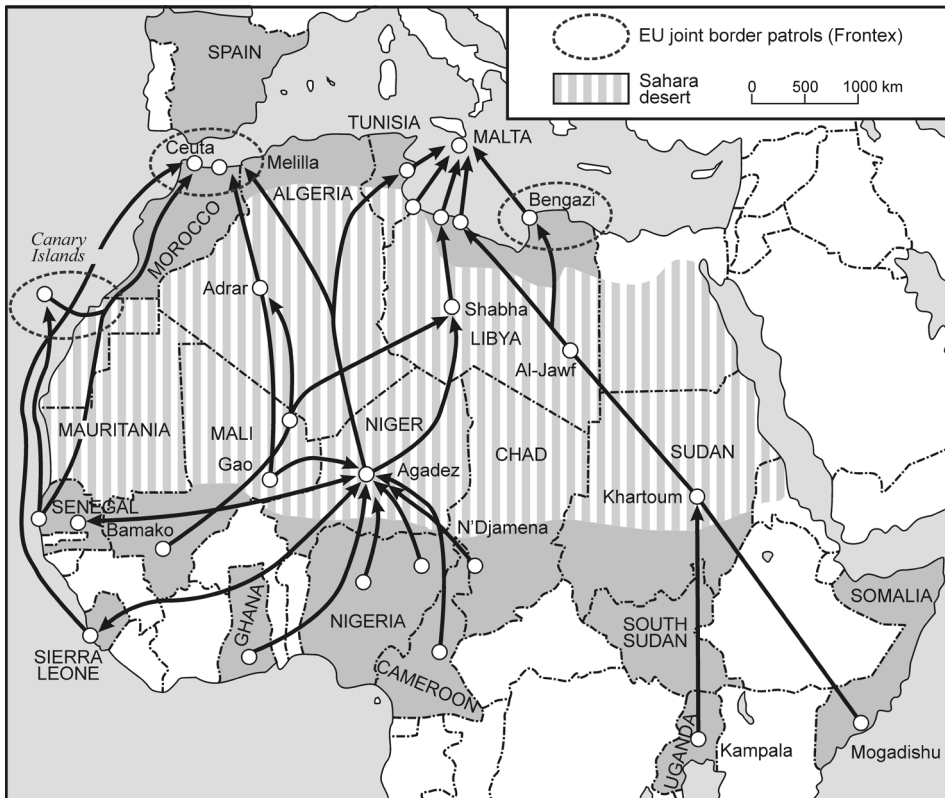 EU joint border patrols (Frontex)
Sahara
desert
0 500 1000 km
SPAIN
TUNISIA
MALTA
Ceuta
Melilla
ALGERIA
Bengazi
MOROCCO
Canary
Islands
Adrar
Shabha
LIBYA
Al-Jawf
MAURITANIA
MALI
NIGER
Gao
Agadez
CHAD
SUDAN
Khartoum
SENEGAL
Bamako
N'Djamena
SOMALIA
GHANA
NIGERIA
SOUTH
SUDAN
SIERRA
LEONE
CAMEROON
UGANDA
Kampala
Mogadishu